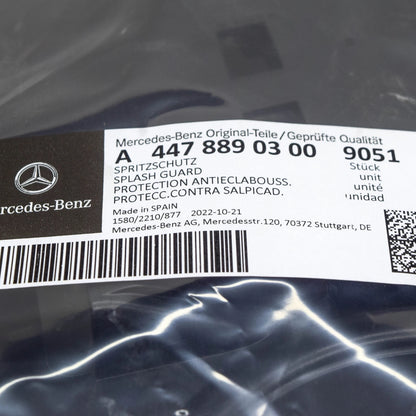 Mercedes-Benz Original-Teile/Geprüfte Qualität
A 447 889 03 00 9051
SPRITZSCHUTZ Stück
SPLASH GUARD unit
PROTECTION ANTIECLABOUSS. unité
PROTECC.CONTRA SALPICAD. unidad
Made in SPAIN
1580/2210/877 2022-10-21
Mercedes-Benz AG, Mercedesstr.120, 70372 Stuttgart, DE
rcedes-Benz